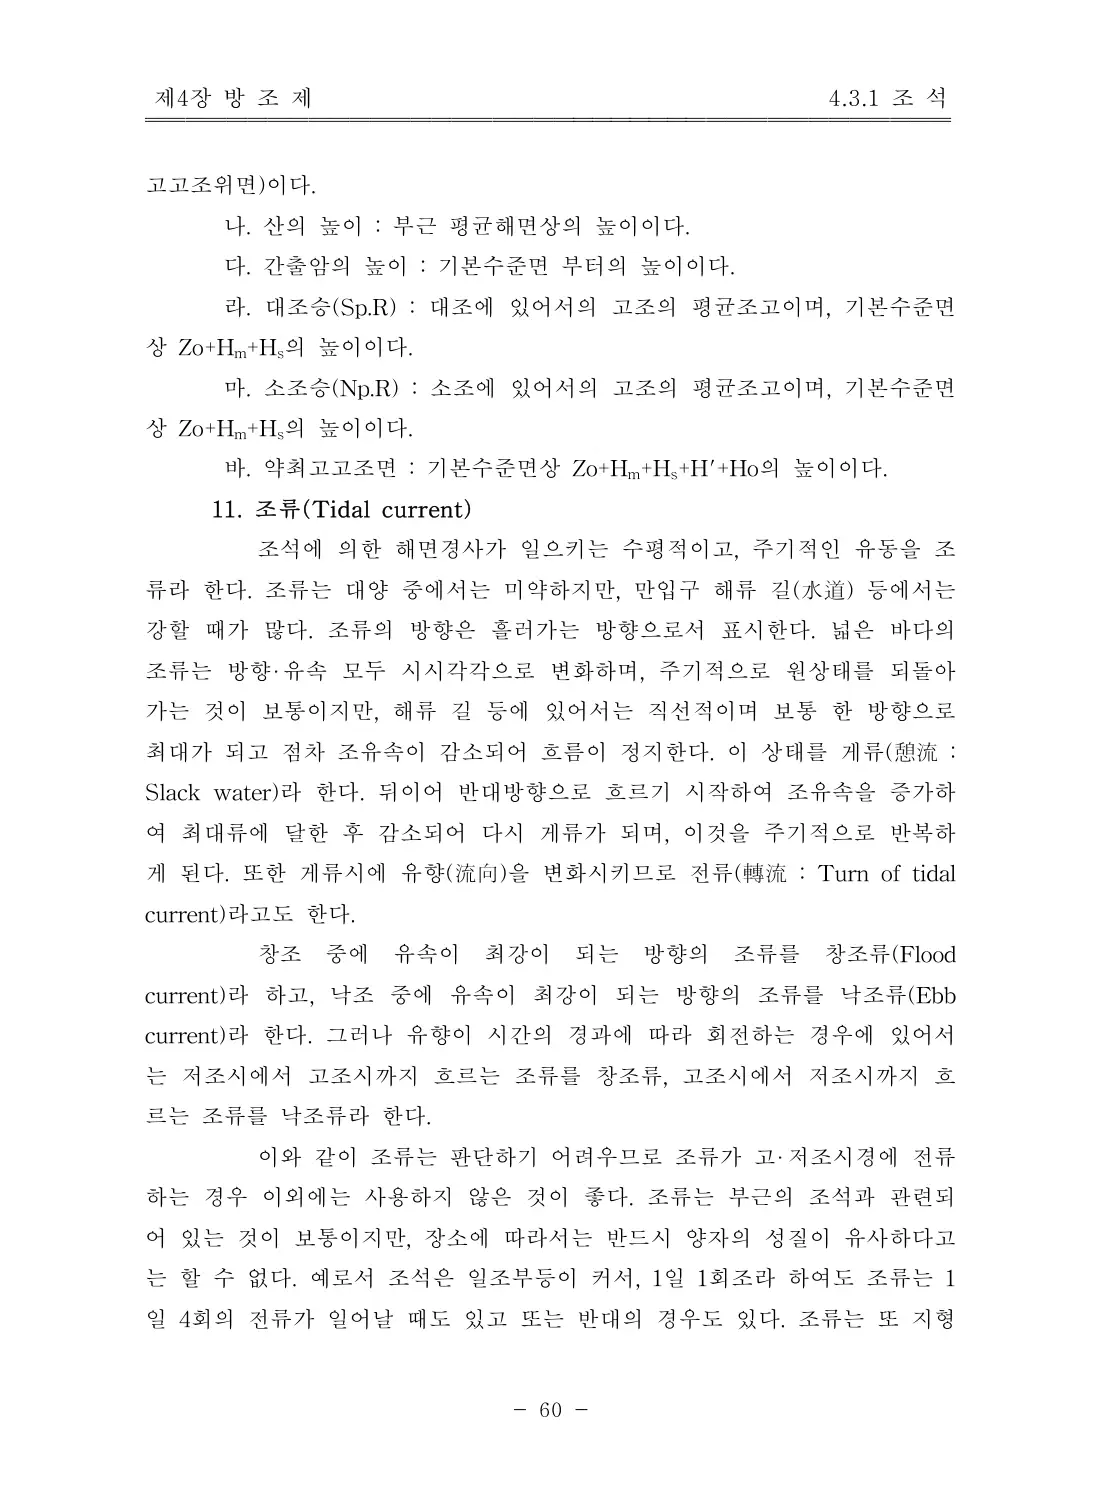 제4장 방 조 제 4.3.1 조 석
고고조위면)이다.
나. 산의 높이 : 부근 평균해면상의 높이이다.
다. 간출암의 높이 : 기본수준면 부터의 높이이다.
라. 대조승(Sp.R) : 대조에 있어서의 고조의 평균조고이며, 기본수준면
상 Zo+Hm+Hs의 높이이다.
마. 소조승(Np.R) : 소조에 있어서의 고조의 평균조고이며, 기본수준면
상 Zo+Hm+Hs의 높이이다.
바. 약최고고조면 : 기본수준면상 Zo+Hm+Hs+H′+Ho의 높이이다.
11. 조류(Tidal current)
조석에 의한 해면경사가 일으키는 수평적이고, 주기적인 유동을 조
류라 한다. 조류는 대양 중에서는 미약하지만, 만입구 해류 길(水道) 등에서는
강할 때가 많다. 조류의 방향은 흘러가는 방향으로서 표시한다. 넓은 바다의
조류는 방향·유속 모두 시시각각으로 변화하며, 주기적으로 원상태를 되돌아
가는 것이 보통이지만, 해류 길 등에 있어서는 직선적이며 보통 한 방향으로
최대가 되고 점차 조유속이 감소되어 흐름이 정지한다. 이 상태를 게류(憩流 :
Slack water)라 한다. 뒤이어 반대방향으로 흐르기 시작하여 조유속을 증가하
여 최대류에 달한 후 감소되어 다시 게류가 되며, 이것을 주기적으로 반복하
게 된다. 또한 게류시에 유향(流向)을 변화시키므로 전류(轉流 : Turn of tidal
current)라고도 한다.
창조 중에 유속이 최강이 되는 방향의 조류를 창조류(Flood
current)라 하고, 낙조 중에 유속이 최강이 되는 방향의 조류를 낙조류(Ebb
current)라 한다. 그러나 유향이 시간의 경과에 따라 회전하는 경우에 있어서
는 저조시에서 고조시까지 흐르는 조류를 창조류, 고조시에서 저조시까지 흐
르는 조류를 낙조류라 한다.
이와 같이 조류는 판단하기 어려우므로 조류가 고·저조시경에 전류
하는 경우 이외에는 사용하지 않은 것이 좋다. 조류는 부근의 조석과 관련되
어 있는 것이 보통이지만, 장소에 따라서는 반드시 양자의 성질이 유사하다고
는 할 수 없다. 예로서 조석은 일조부등이 커서, 1일 1회조라 하여도 조류는 1
일 4회의 전류가 일어날 때도 있고 또는 반대의 경우도 있다. 조류는 또 지형
- 60 -